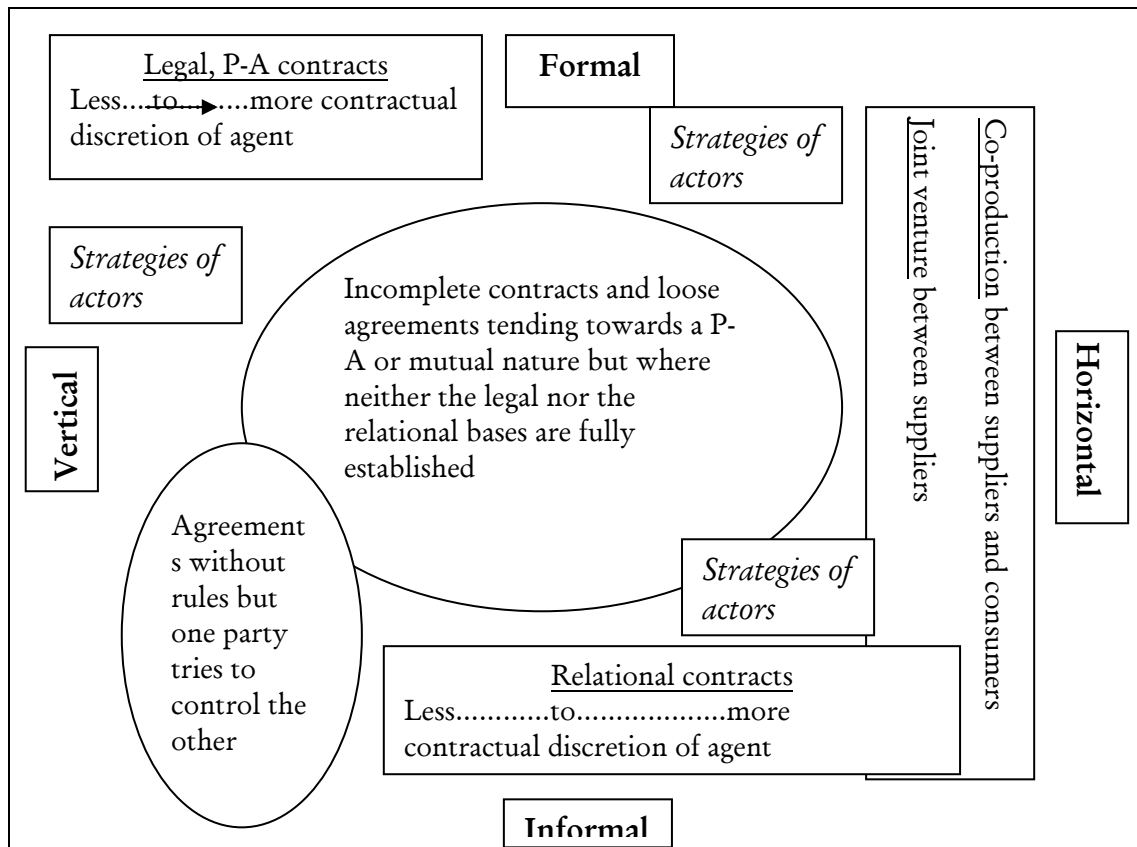 Legal, P-A contracts
Less....to.... ....more contractual
discretion of agent
Formal
Strategies of
actors
Strategies of
actors
Co-production between suppliers and consumers
Joint venture between suppliers
Incomplete contracts and loose
agreements tending towards a P-
A or mutual nature but where
neither the legal nor the
relational bases are fully
established
Vertical
Horizontal
Agreement
s without
rules but
one party
tries to
control the
other
Strategies of
actors
Relational contracts
Less............to...................more
contractual discretion of agent
Informal